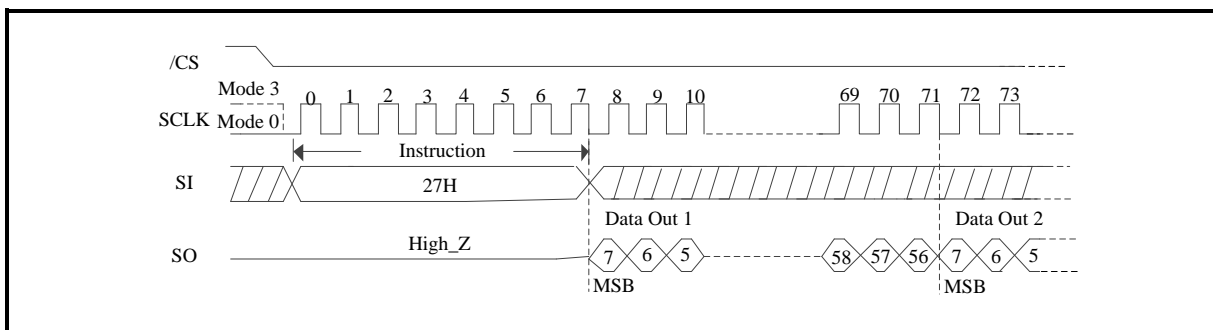 /CS
Mode 3
0 1 2 3 4 5 6 7 8 9 10 69 70 71 72 73
SCLK Mode 0
Instruction
SI 27H
Data Out 1 Data Out 2
SO High_Z 7 6 5 58 57 56 7 6 5
MSB MSB